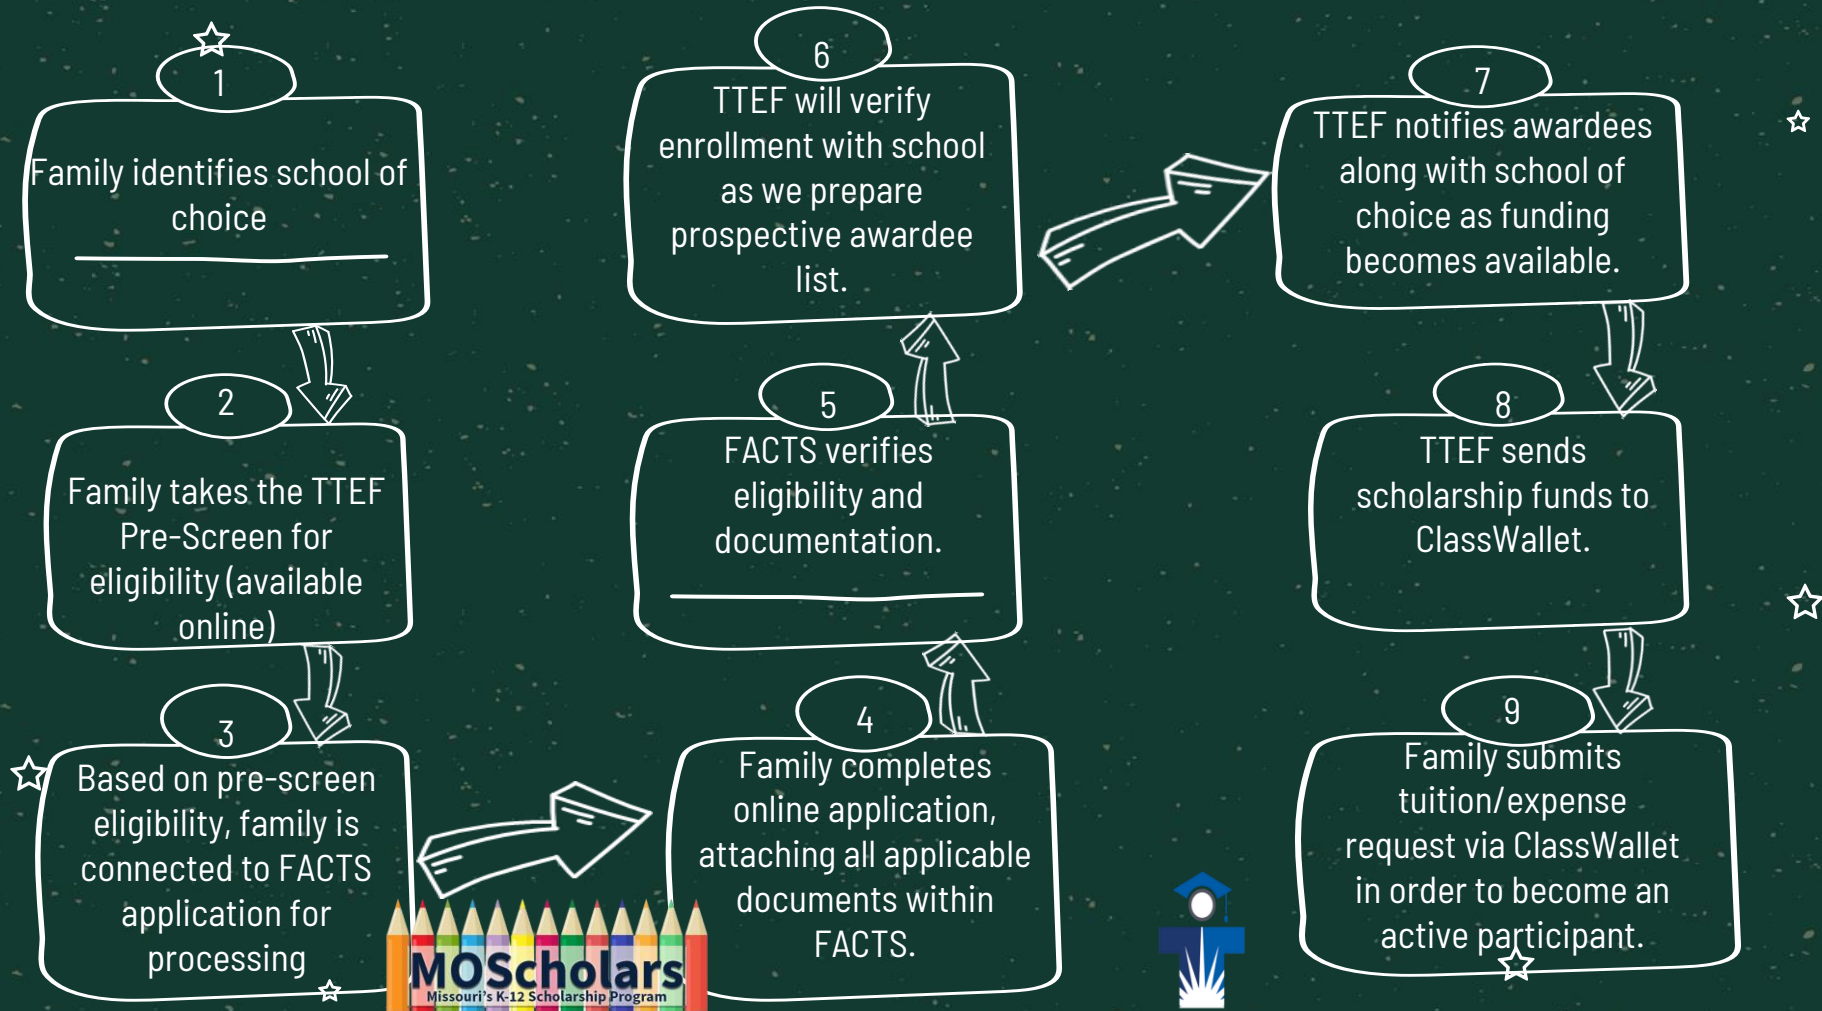 1
Family identifies school of
choice
2
Family takes the TTEF
Pre-Screen for
eligibility (available
online)
3
Based on pre-screen
eligibility, family is
connected to FACTS
application for
processing
4
Family completes
online application,
attaching all applicable
documents within
FACTS.
5
FACTS verifies
eligibility and
documentation.
6
TTEF will verify
enrollment with school
as we prepare
prospective awardee
list.
7
TTEF notifies awardees
along with school of
choice as funding
becomes available.
8
TTEF sends
scholarship funds to
ClassWallet.
9
Family submits
tuition/expense
request via ClassWallet
in order to become an
active participant.
MOScholars
Missouri's K-12 Scholarship Program